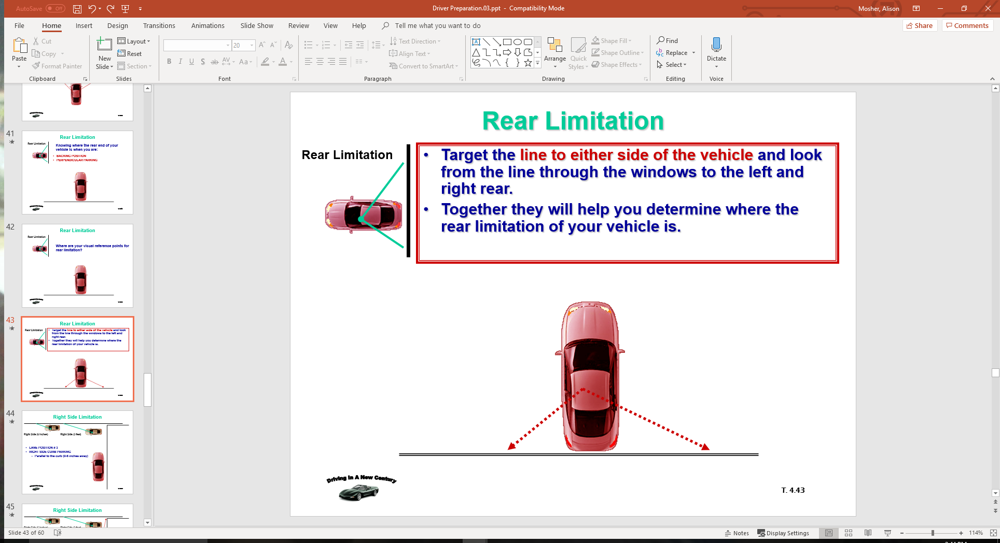 AutoSave Off
Driver Preparation.03.ppt - Compatibility Mode
Mosher, Alison
File Home Insert Design Transitions Animations Slide Show Review View Help Tell me what you want to do
Share Comments
Paste
Cut
Copy
Format Painter
Clipboard
New Slide
Layout
Reset
Section
Slides
20
B I U S ab AV Aa A
Font
Text Direction
Align Text
Convert to SmartArt
Paragraph
Arrange
Quick Styles
Shape Fill
Shape Outline
Shape Effects
Drawing
Find
Replace
Select
Editing
Dictate
Voice
41
Rear Limitation
Rear Limitation
Knowing where the rear end of your
vehicle is when you are:
• BACKING POSITION
• PERPENDICULAR PARKING
42
Rear Limitation
Rear Limitation
Where are your visual reference points for
rear limitation?
43
Rear Limitation
Rear Limitation
• Target the line to either side of the vehicle and look
from the line through the windows to the left and
right rear.
• Together they will help you determine where the
rear limitation of your vehicle is.
44
Right Side Limitation
Right Side (6 inches) Right Side (3 feet)
• LANE POSITION # 3
• RIGHT SIDE CURB PARKING
– Parallel to the curb (0-6 inches away)
45
Right Side Limitation
Rear Limitation
Rear Limitation
• Target the line to either side of the vehicle and look
from the line through the windows to the left and
right rear.
• Together they will help you determine where the
rear limitation of your vehicle is.
Driving In A New Century
T. 4.43
Slide 43 of 60
Notes Display Settings 114%